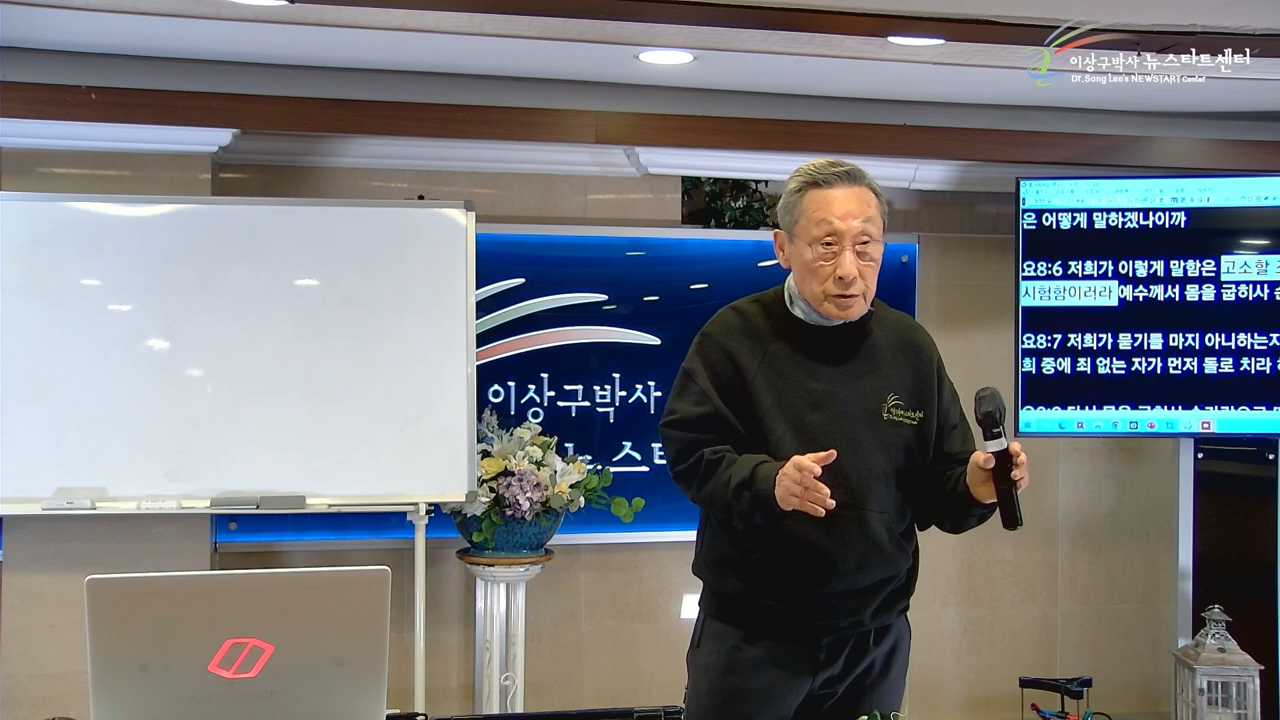 이상구박사 뉴스타트센터
Dr. Sang Lee's NEWSTART Center
은 어떻게 말하겠나이까
요8:6 저희가 이렇게 말함은 고소할
시험함이러라 예수께서 몸을 굽히사
요8:7 저희가 묻기를 마지 아니하는지
희 중에 죄 없는 자가 먼저 돌로 치라
이상구박사
뉴스타